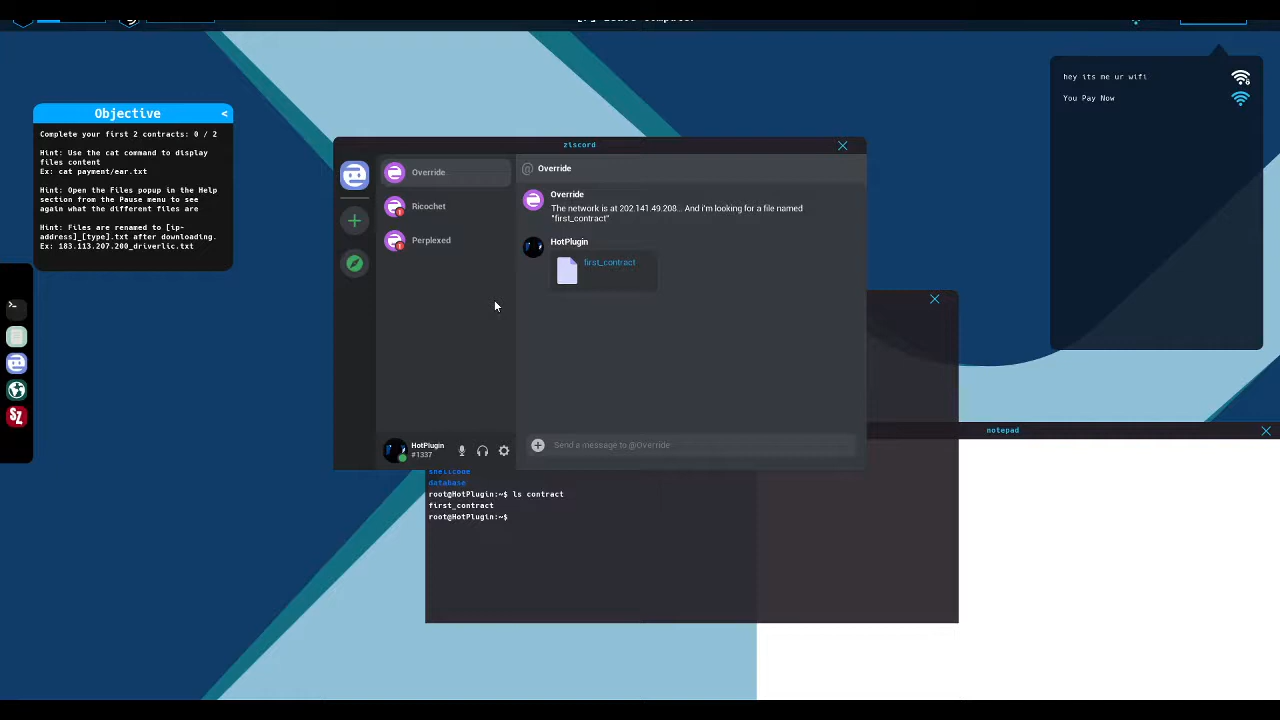 hey its me ur wifi
You Pay Now
Objective
<
Complete your first 2 contracts: 0 / 2
Hint: Use the cat command to display
files content
Ex: cat payment/ear.txt
Hint: Open the Files popup in the Help
section from the Pause menu to see
again what the different files are
Hint: Files are renamed to [ip-
address]_[type].txt after downloading.
Ex: 183.113.207.200_driverlic.txt
ziscord
Override
Ricochet
Perplexed
HotPlugin
#1337
@ Override
Override
The network is at 202.141.49.208... And i'm looking for a file named
"first_contract"
HotPlugin
first_contract
Send a message to @Override
notepad
shellcode
database
root@HotPlugin:~$ ls contract
first_contract
root@HotPlugin:~$